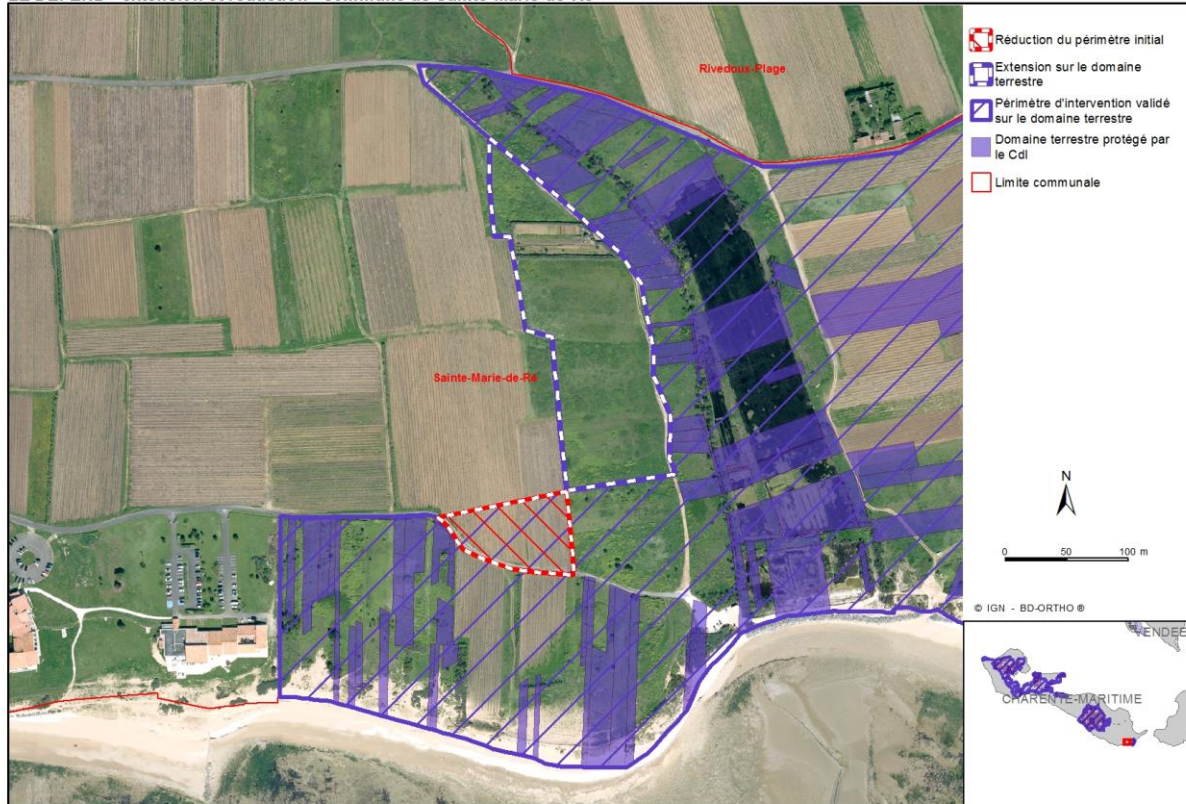 Rivedoux-Plage
Sainte-Marie-de-Ré
Réduction du périmètre initial
Extension sur le domaine
terrestre
Périmètre d'intervention validé
sur le domaine terrestre
Domaine terrestre protégé par
le Cdl
Limite communale
N
0 50 100 m
© IGN - BD-ORTHO ®
VENDÉE
CHARENTE-MARITIME